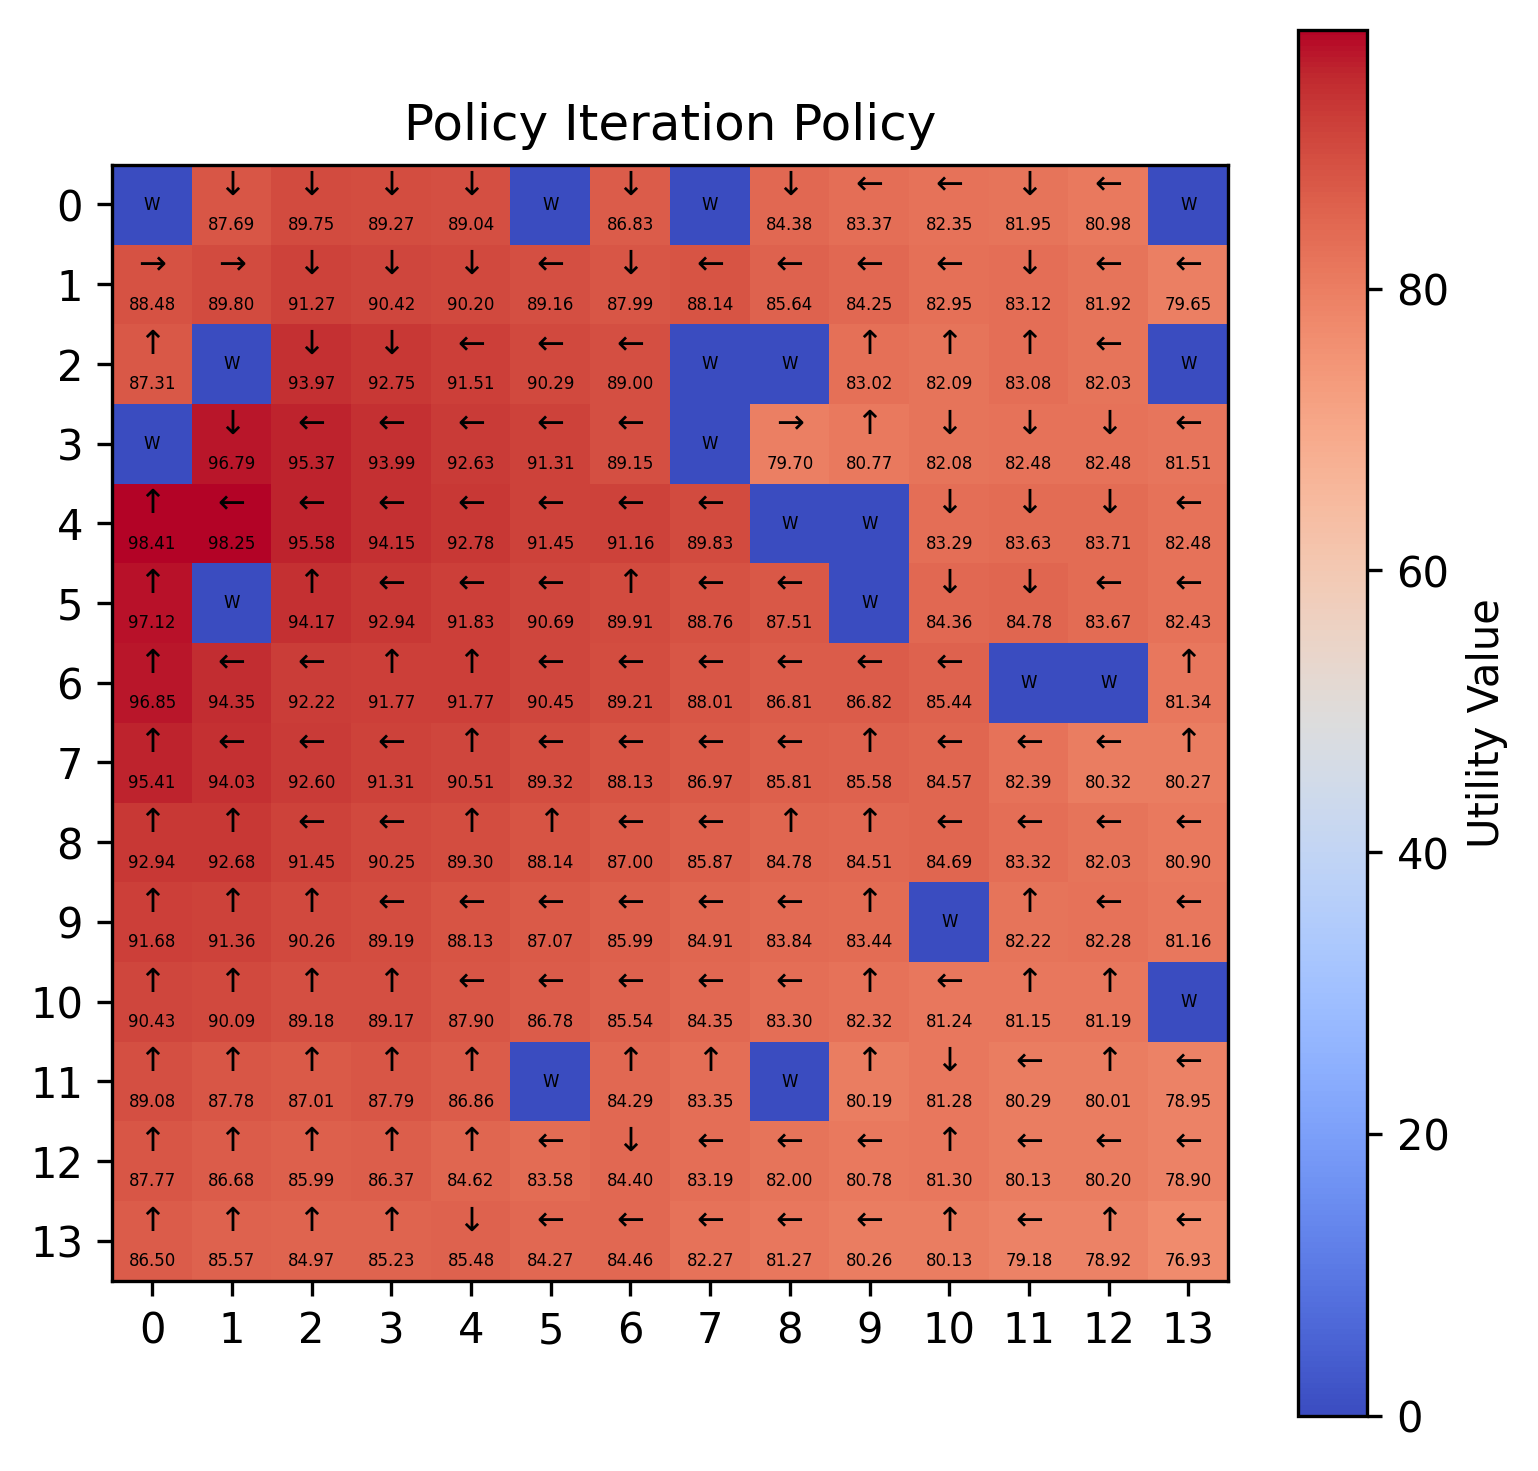 Policy Iteration Policy
0 W ↓ ↓ ↓ ↓ W ↓ W ↓ ← ← ↓ ← W
87.69 89.75 89.27 89.04 86.83 84.38 83.37 82.35 81.95 80.98
1 → → ↓ ↓ ↓ ← ↓ ← ← ← ← ↓ ← ←
88.48 89.80 91.27 90.42 90.20 89.16 87.99 88.14 85.64 84.25 82.95 83.12 81.92 79.65
2 ↑ W ↓ ↓ ← ← ← W W ↑ ↑ ↑ ← W
87.31 93.97 92.75 91.51 90.29 89.00 83.02 82.09 83.08 82.03
3 W ↓ ← ← ← ← ← W → ↑ ↓ ↓ ↓ ←
96.79 95.37 93.99 92.63 91.31 89.15 79.70 80.77 82.08 82.48 82.48 81.51
4 ↑ ← ← ← ← ← ← ← W W ↓ ↓ ↓ ←
98.41 98.25 95.58 94.15 92.78 91.45 91.16 89.83 83.29 83.63 83.71 82.48
5 ↑ W ↑ ← ← ← ↑ ← ← W ↓ ↓ ← ←
97.12 94.17 92.94 91.83 90.69 89.91 88.76 87.51 84.36 84.78 83.67 82.43
6 ↑ ← ← ↑ ↑ ← ← ← ← ← ← W W ↑
96.85 94.35 92.22 91.77 91.77 90.45 89.21 88.01 86.81 86.82 85.44 81.34
7 ↑ ← ← ← ↑ ← ← ← ← ↑ ← ← ← ↑
95.41 94.03 92.60 91.31 90.51 89.32 88.13 86.97 85.81 85.58 84.57 82.39 80.32 80.27
8 ↑ ↑ ← ← ↑ ↑ ← ← ↑ ↑ ← ← ← ←
92.94 92.68 91.45 90.25 89.30 88.14 87.00 85.87 84.78 84.51 84.69 83.32 82.03 80.90
9 ↑ ↑ ↑ ← ← ← ← ← ← ↑ W ↑ ← ←
91.68 91.36 90.26 89.19 88.13 87.07 85.99 84.91 83.84 83.44 82.22 82.28 81.16
10 ↑ ↑ ↑ ↑ ← ← ← ← ← ↑ ← ↑ ↑ W
90.43 90.09 89.18 89.17 87.90 86.78 85.54 84.35 83.30 82.32 81.24 81.15 81.19
11 ↑ ↑ ↑ ↑ ↑ W ↑ ↑ W ↑ ↓ ← ↑ ←
89.08 87.78 87.01 87.79 86.86 84.29 83.35 80.19 81.28 80.29 80.01 78.95
12 ↑ ↑ ↑ ↑ ↑ ← ↓ ← ← ← ↑ ← ← ←
87.77 86.68 85.99 86.37 84.62 83.58 84.40 83.19 82.00 80.78 81.30 80.13 80.20 78.90
13 ↑ ↑ ↑ ↑ ↓ ← ← ← ← ← ↑ ← ↑ ←
86.50 85.57 84.97 85.23 85.48 84.27 84.46 82.27 81.27 80.26 80.13 79.18 78.92 76.93
0 1 2 3 4 5 6 7 8 9 10 11 12 13
80
60
40
20
0
Utility Value